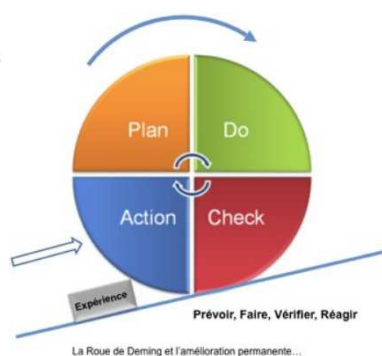 Plan
Do
Action
Check
Expérience
Prévoir, Faire, Vérifier, Réagir
La Roue de Deming et l'amélioration permanente…